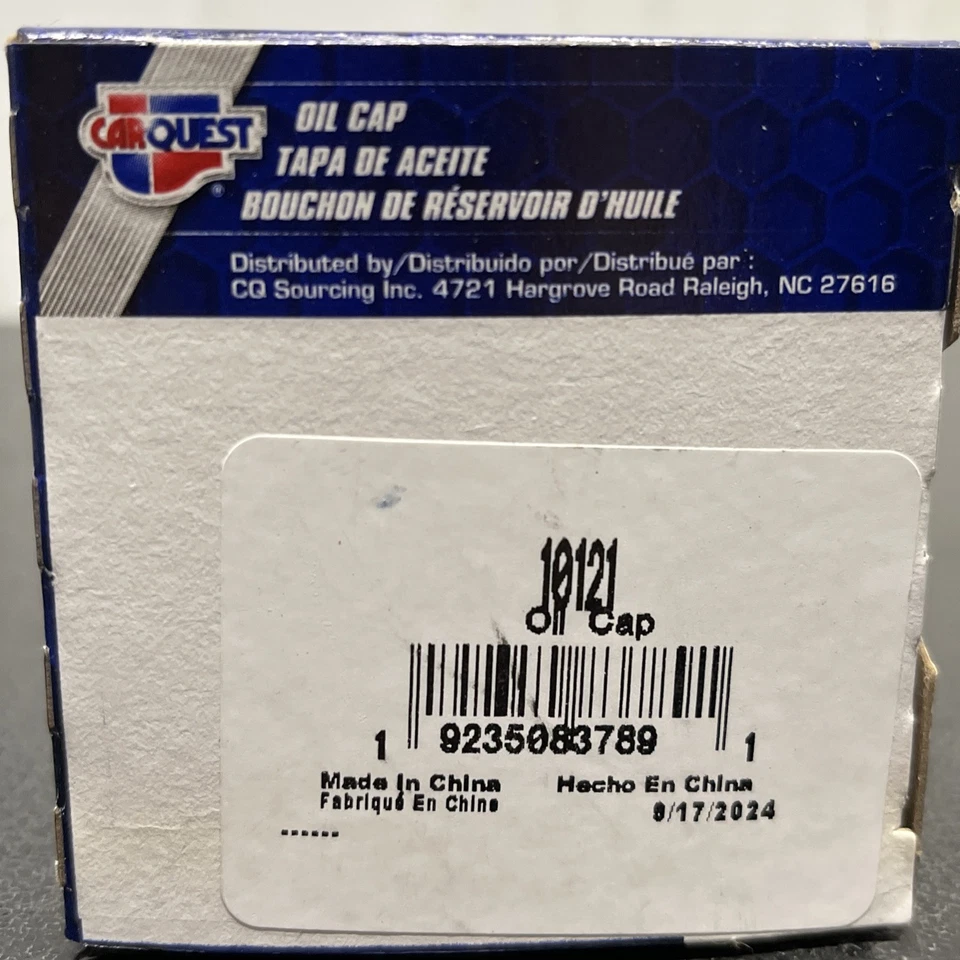 CARQUEST
OIL CAP
TAPA DE ACEITE
BOUCHON DE RÉSERVOIR D'HUILE
Distributed by/Distribuido por/Distribué par :
CQ Sourcing Inc. 4721 Hargrove Road Raleigh, NC 27616
10121
Oil Cap
1 9235083789 1
Made In China Hecho En China
Fabriqué En Chine
9/17/2024
------